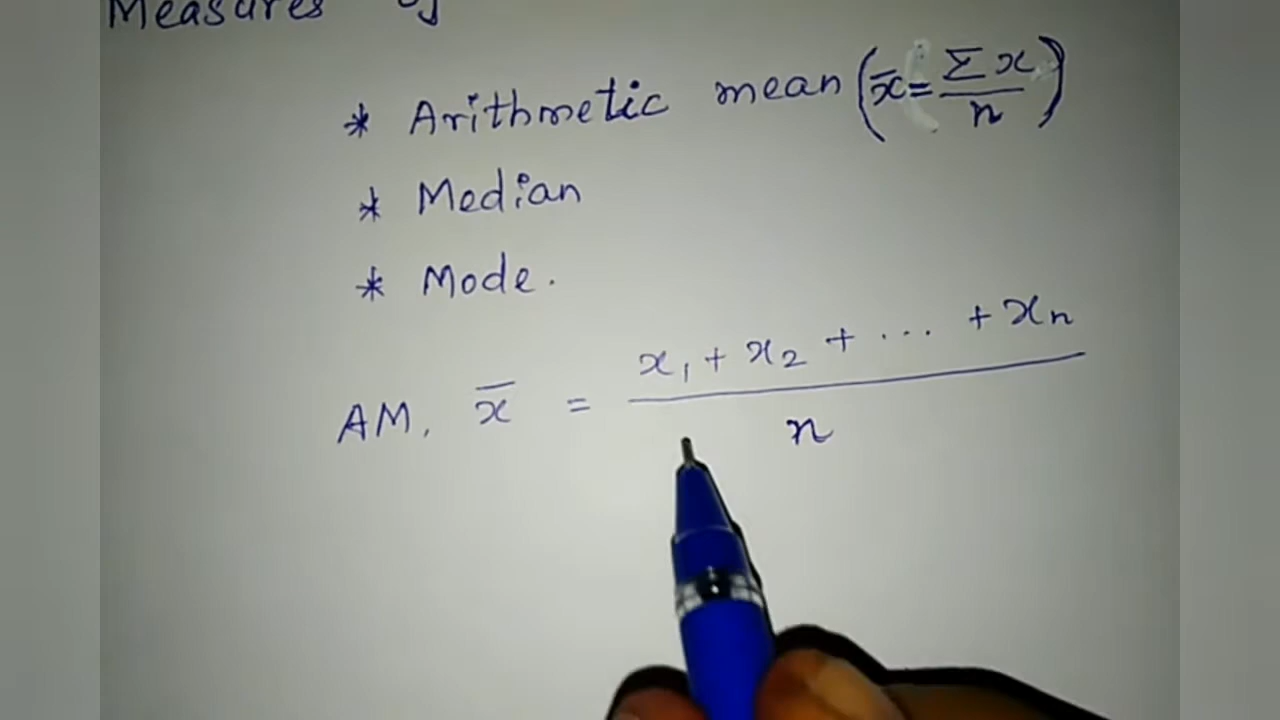 Measures of
* Arithmetic mean (x̄ = Σx / n)
* Median
* Mode.
AM, x̄ = x₁ + x₂ + ... + xₙ / n